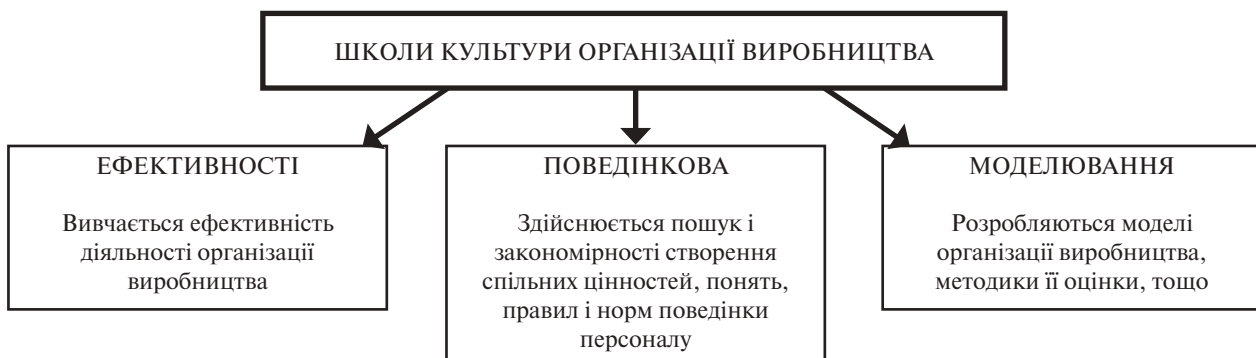 ШКОЛИ КУЛЬТУРИ ОРГАНІЗАЦІЇ ВИРОБНИЦТВА
ЕФЕКТИВНОСТІ
Вивчається ефективність
діяльності організації
виробництва
ПОВЕДІНКОВА
Здійснюється пошук і
закономірності створення
спільних цінностей, понять,
правил і норм поведінки
персоналу
МОДЕЛЮВАННЯ
Розробляються моделі
організації виробництва,
методики її оцінки, тощо